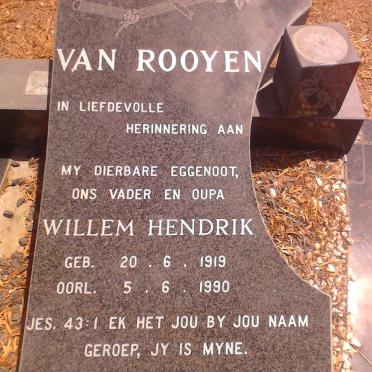 VAN ROOYEN
IN LIEFDEVOLLE
HERINNERING AAN
MY DIERBARE EGGENOOT,
ONS VADER EN OUPA
WILLEM HENDRIK
GEB. 20 . 6 . 1919
OORL. 5 . 6 . 1990
JES. 43:1 EK HET JOU BY JOU NAAM
GEROEP, JY IS MYNE.